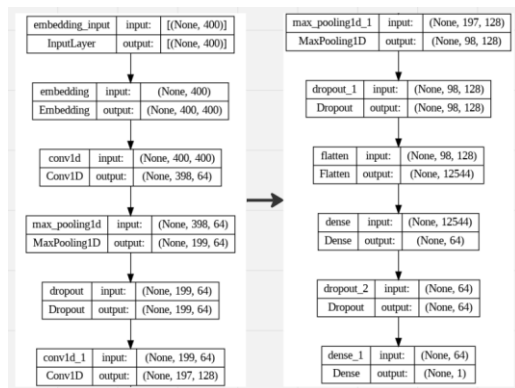 embedding_input input: [(None, 400)]
InputLayer output: [(None, 400)]
embedding input: (None, 400)
Embedding output: (None, 400, 400)
conv1d input: (None, 400, 400)
Conv1D output: (None, 398, 64)
max_pooling1d input: (None, 398, 64)
MaxPooling1D output: (None, 199, 64)
dropout input: (None, 199, 64)
Dropout output: (None, 199, 64)
conv1d_1 input: (None, 199, 64)
Conv1D output: (None, 197, 128)
max_pooling1d_1 input: (None, 197, 128)
MaxPooling1D output: (None, 98, 128)
dropout_1 input: (None, 98, 128)
Dropout output: (None, 98, 128)
flatten input: (None, 98, 128)
Flatten output: (None, 12544)
dense input: (None, 12544)
Dense output: (None, 64)
dropout_2 input: (None, 64)
Dropout output: (None, 64)
dense_1 input: (None, 64)
Dense output: (None, 1)